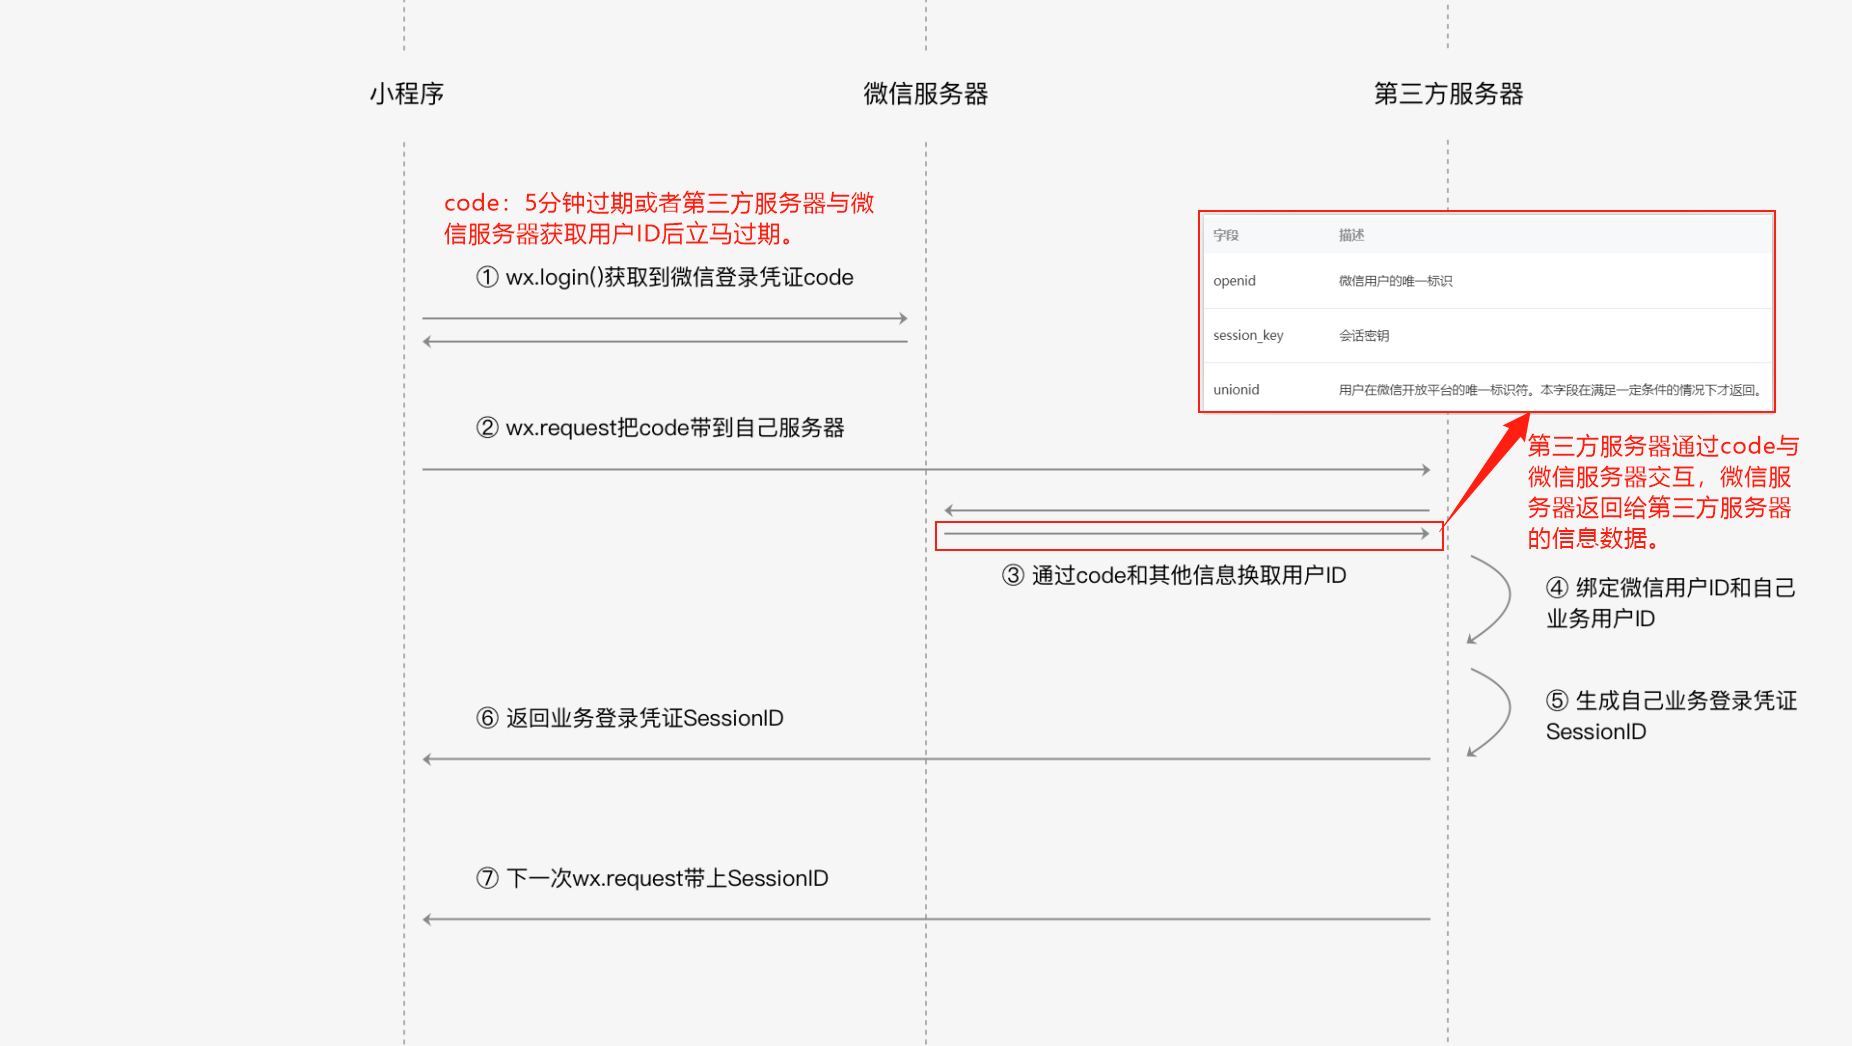 小程序
微信服务器
第三方服务器
code：5分钟过期或者第三方服务器与微
信服务器获取用户ID后立马过期。
① wx.login()获取到微信登录凭证code
字段 描述
openid 微信用户的唯一标识
session_key 会话密钥
unionid 用户在微信开放平台的唯一标识符。本字段在满足一定条件的情况下才返回。
② wx.request把code带到自己服务器
第三方服务器通过code与
微信服务器交互，微信服
务器返回给第三方服务器
的信息数据。
③ 通过code和其他信息换取用户ID
④ 绑定微信用户ID和自己
业务用户ID
⑤ 生成自己业务登录凭证
SessionID
⑥ 返回业务登录凭证SessionID
⑦ 下一次wx.request带上SessionID